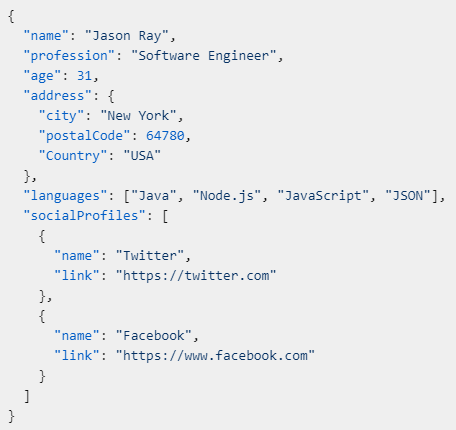 {
  "name": "Jason Ray",
  "profession": "Software Engineer",
  "age": 31,
  "address": {
    "city": "New York",
    "postalCode": 64780,
    "Country": "USA"
  },
  "languages": ["Java", "Node.js", "JavaScript", "JSON"],
  "socialProfiles": [
    {
      "name": "Twitter",
      "link": "https://twitter.com"
    },
    {
      "name": "Facebook",
      "link": "https://www.facebook.com"
    }
  ]
}